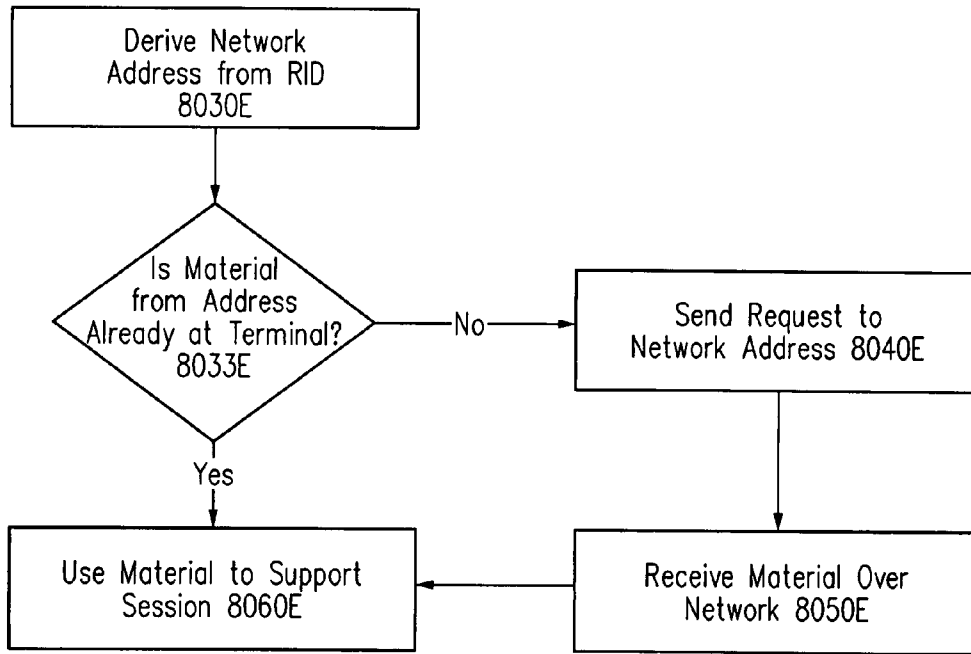 Derive Network
Address from RID
8030E
Is Material
from Address
Already at Terminal?
8033E
No
Send Request to
Network Address 8040E
Yes
Use Material to Support
Session 8060E
Receive Material Over
Network 8050E